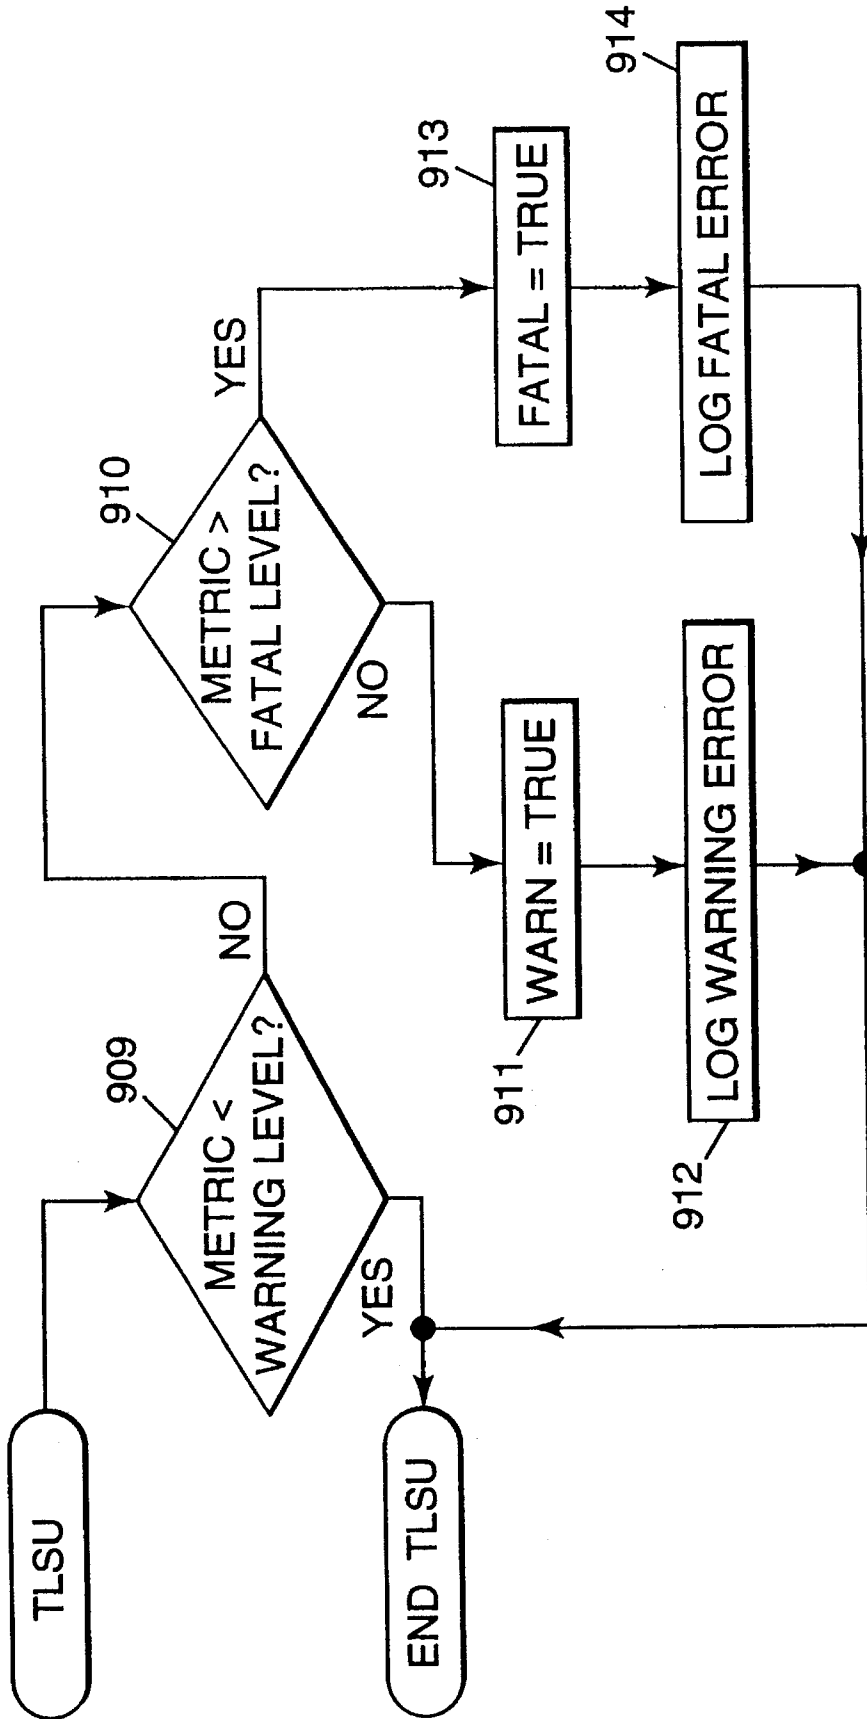 TLSU
909
METRIC <
WARNING LEVEL?
NO
YES
910
METRIC >
FATAL LEVEL?
YES
NO
END TLSU
911
WARN = TRUE
913
FATAL = TRUE
912
LOG WARNING ERROR
914
LOG FATAL ERROR